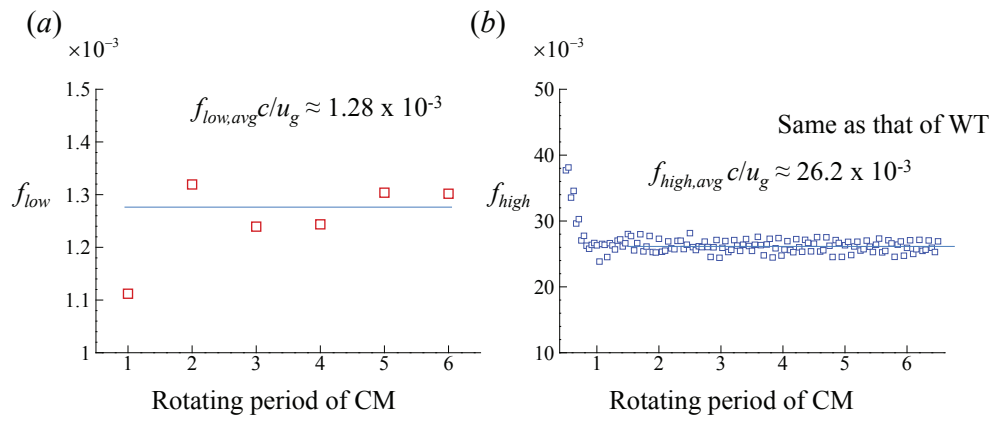 (a)
×10⁻³
1.5
1.4
1.3
1.2
1.1
1
f_low
f_low,avg c/u_g ≈ 1.28 x 10⁻³
1 2 3 4 5 6
Rotating period of CM
(b)
×10⁻³
50
40
30
20
10
f_high
Same as that of WT
f_high,avg c/u_g ≈ 26.2 x 10⁻³
1 2 3 4 5 6
Rotating period of CM